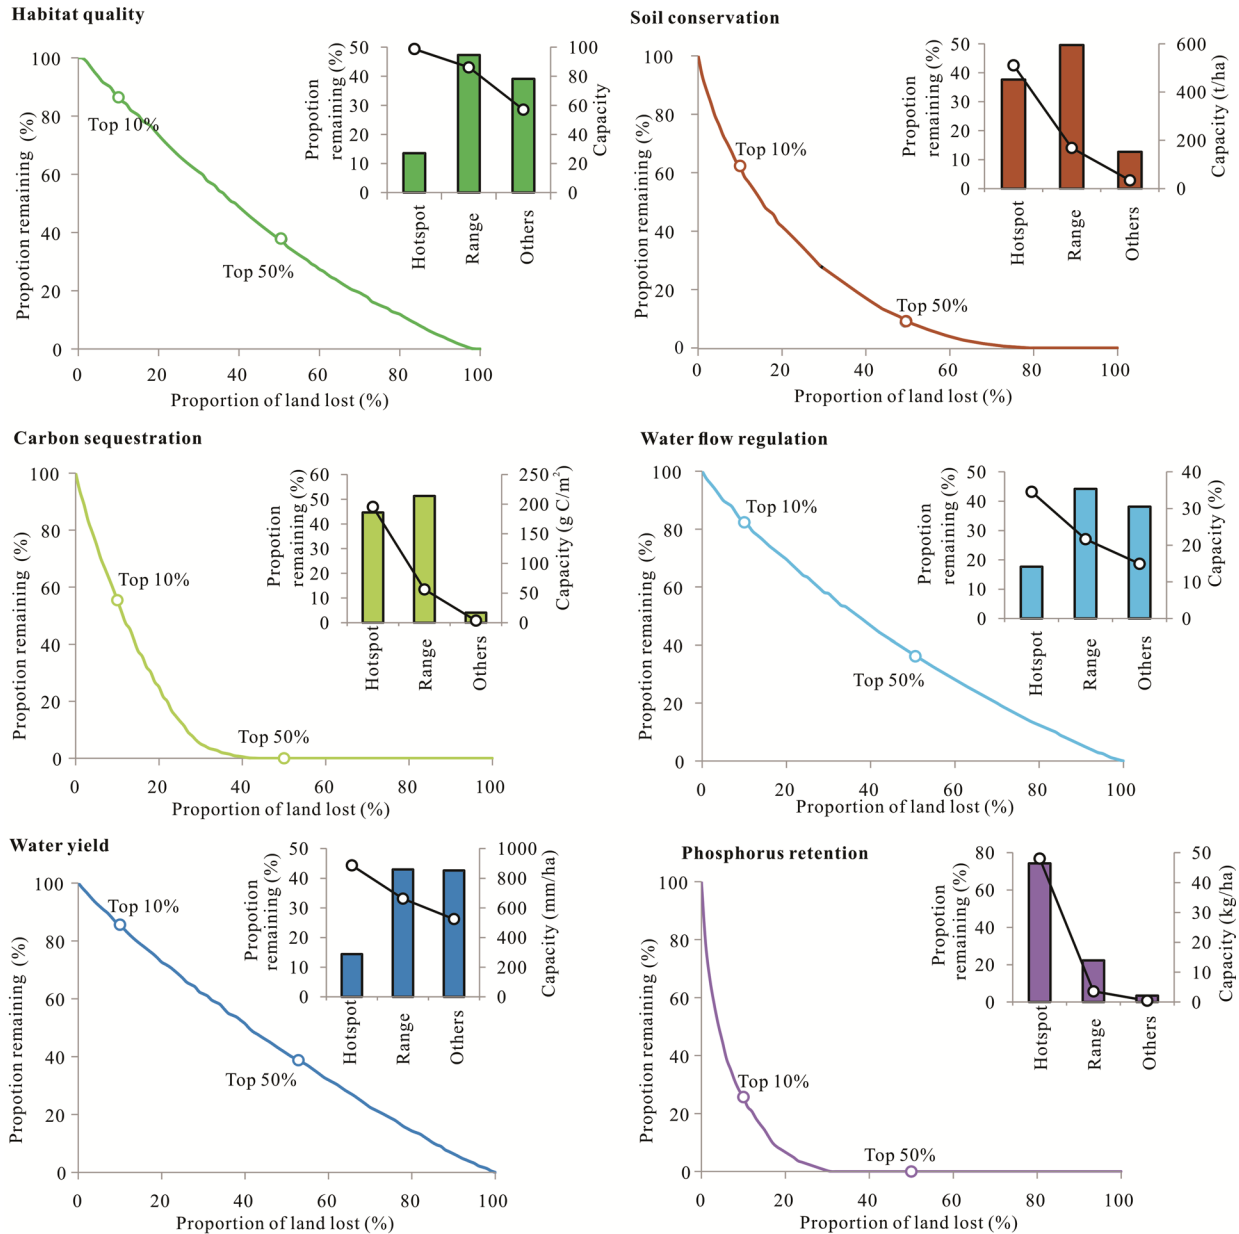 Habitat quality
100
80
60
40
20
0
0 20 40 60 80 100
Propotion remaining (%)
Proportion of land lost (%)
Top 10%
Top 50%
50
40
30
20
10
0
Propotion
remaining (%)
100
80
60
40
20
0
Capacity
Hotspot
Range
Others
Soil conservation
100
80
60
40
20
0
0 20 40 60 80 100
Propotion remaining (%)
Proportion of land lost (%)
Top 10%
Top 50%
50
40
30
20
10
0
Propotion
remaining (%)
600
400
200
0
Capacity (t/ha)
Hotspot
Range
Others
Carbon sequestration
100
80
60
40
20
0
0 20 40 60 80 100
Propotion remaining (%)
Proportion of land lost (%)
Top 10%
Top 50%
60
50
40
30
20
10
0
Propotion
remaining (%)
250
200
150
100
50
0
Capacity (g C/m²)
Hotspot
Range
Others
Water flow regulation
100
80
60
40
20
0
0 20 40 60 80 100
Propotion remaining (%)
Proportion of land lost (%)
Top 10%
Top 50%
50
40
30
20
10
0
Propotion
remaining (%)
40
30
20
10
0
Capacity (%)
Hotspot
Range
Others
Water yield
100
80
60
40
20
0
0 20 40 60 80 100
Propotion remaining (%)
Proportion of land lost (%)
Top 10%
Top 50%
50
40
30
20
10
0
Propotion
remaining (%)
1000
800
600
400
200
0
Capacity (mm/ha)
Hotspot
Range
Others
Phosphorus retention
100
80
60
40
20
0
0 20 40 60 80 100
Propotion remaining (%)
Proportion of land lost (%)
Top 10%
Top 50%
80
60
40
20
0
Propotion
remaining (%)
50
40
30
20
10
0
Capacity (kg/ha)
Hotspot
Range
Others